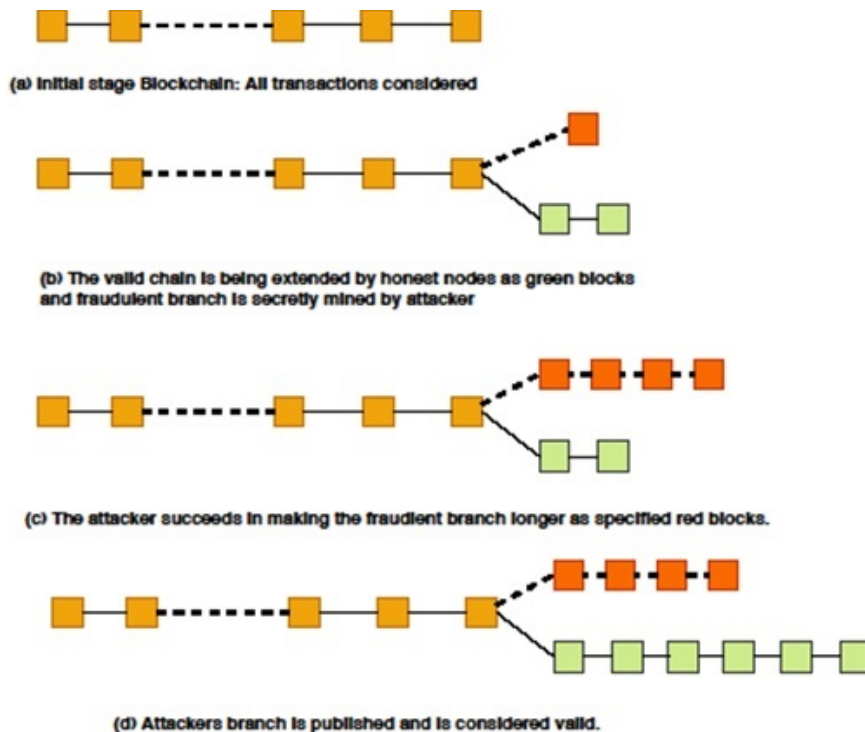 (a) Initial stage Blockchain: All transactions considered
(b) The valid chain is being extended by honest nodes as green blocks
and fraudulent branch is secretly mined by attacker
(c) The attacker succeeds in making the fraudlent branch longer as specified red blocks.
(d) Attackers branch is published and is considered valid.